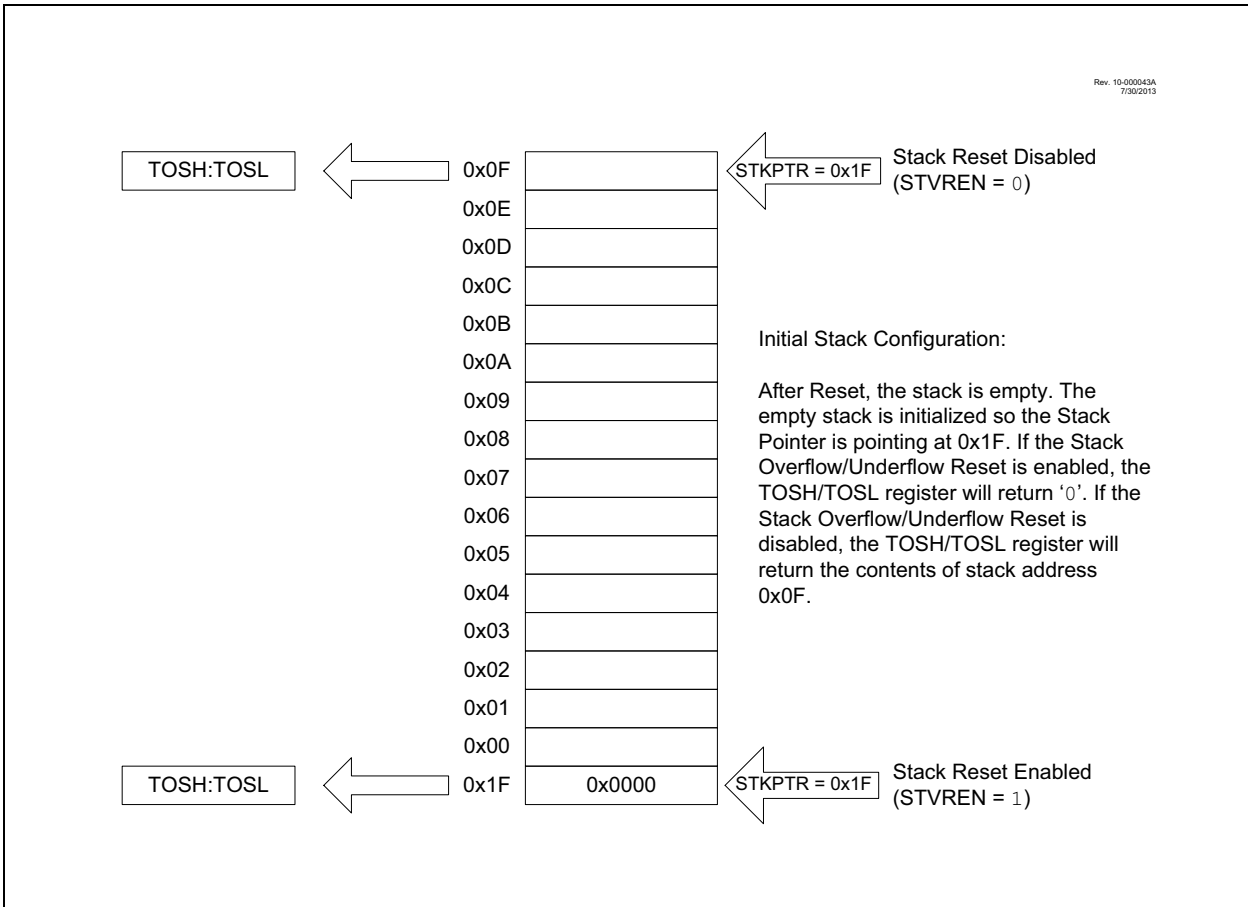 Rev. 10-000043A
7/30/2013
TOSH:TOSL
0x0F
STKPTR = 0x1F
Stack Reset Disabled
(STVREN = 0)
0x0E
0x0D
0x0C
0x0B
0x0A
0x09
0x08
0x07
0x06
0x05
0x04
0x03
0x02
0x01
0x00
Initial Stack Configuration:
After Reset, the stack is empty. The
empty stack is initialized so the Stack
Pointer is pointing at 0x1F. If the Stack
Overflow/Underflow Reset is enabled, the
TOSH/TOSL register will return ‘0’. If the
Stack Overflow/Underflow Reset is
disabled, the TOSH/TOSL register will
return the contents of stack address
0x0F.
TOSH:TOSL
0x1F
0x0000
STKPTR = 0x1F
Stack Reset Enabled
(STVREN = 1)